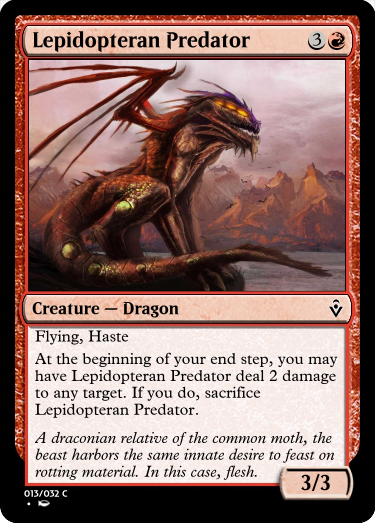 Lepidopteran Predator 3
Creature — Dragon
Flying, Haste
At the beginning of your end step, you may
have Lepidopteran Predator deal 2 damage
to any target. If you do, sacrifice
Lepidopteran Predator.
A draconian relative of the common moth, the
beast harbors the same innate desire to feast on
rotting material. In this case, flesh.
3/3
013/032 C